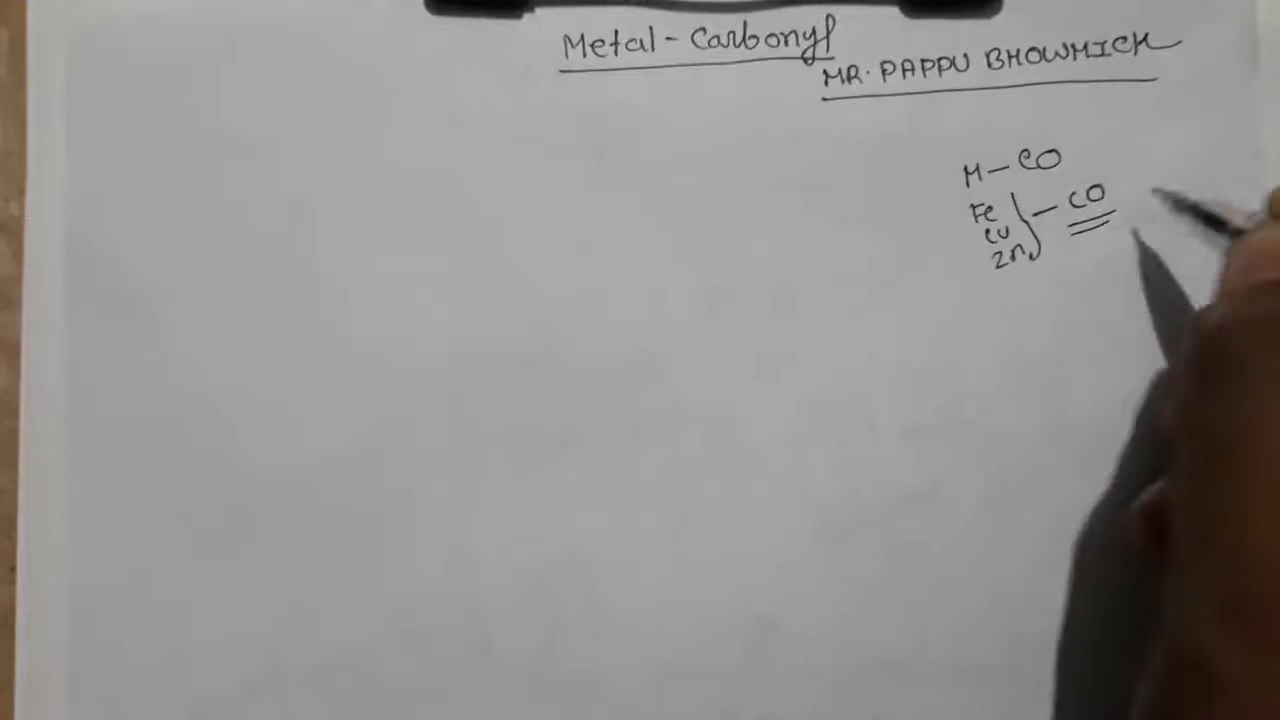 Metal-Carbonyl
MR. PAPPU BHOWMICK
M-CO
Fe
Cu
Zn
-CO